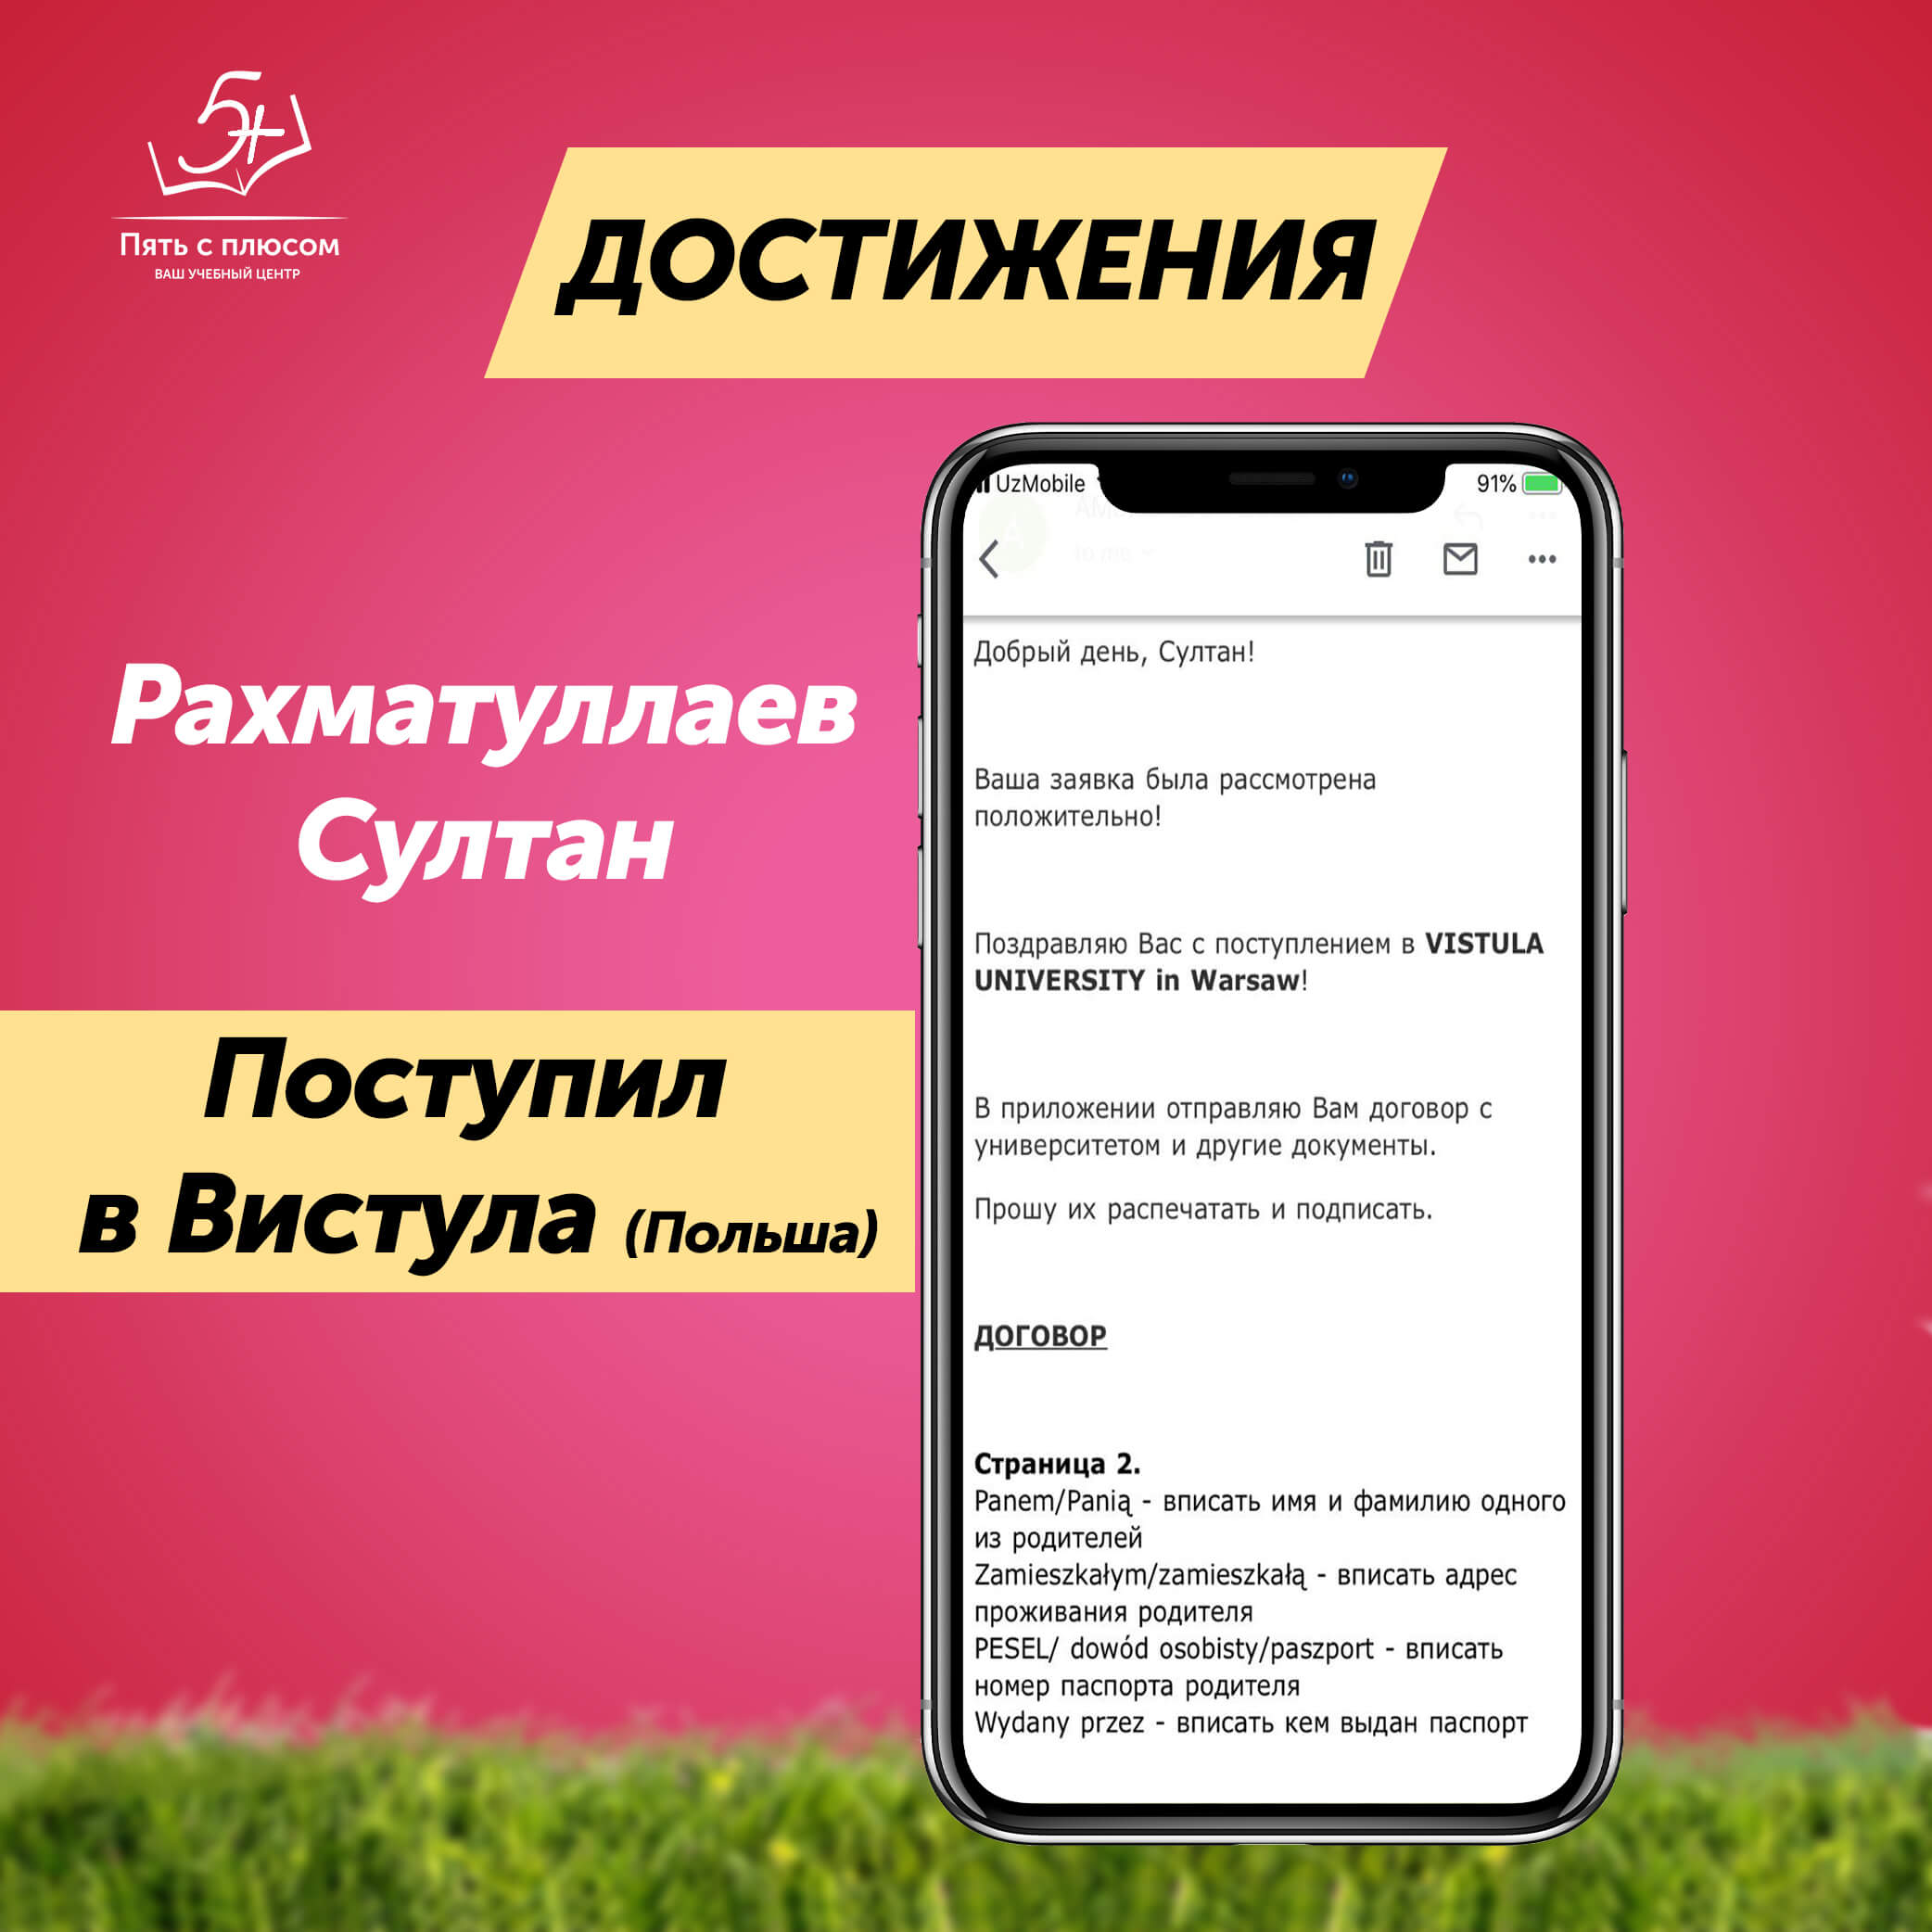 5+
Пять с плюсом
ВАШ УЧЕБНЫЙ ЦЕНТР
ДОСТИЖЕНИЯ
Рахматуллаев
Султан
Поступил
в Вистула (Польша)
UzMobile 91%
Добрый день, Султан!
Ваша заявка была рассмотрена
положительно!
Поздравляю Вас с поступлением в VISTULA
UNIVERSITY in Warsaw!
В приложении отправляю Вам договор с
университетом и другие документы.
Прошу их распечатать и подписать.
ДОГОВОР
Страница 2.
Panem/Panią - вписать имя и фамилию одного
из родителей
Zamieszkałym/zamieszkałą - вписать адрес
проживания родителя
PESEL/ dowód osobisty/paszport - вписать
номер паспорта родителя
Wydany przez - вписать кем выдан паспорт